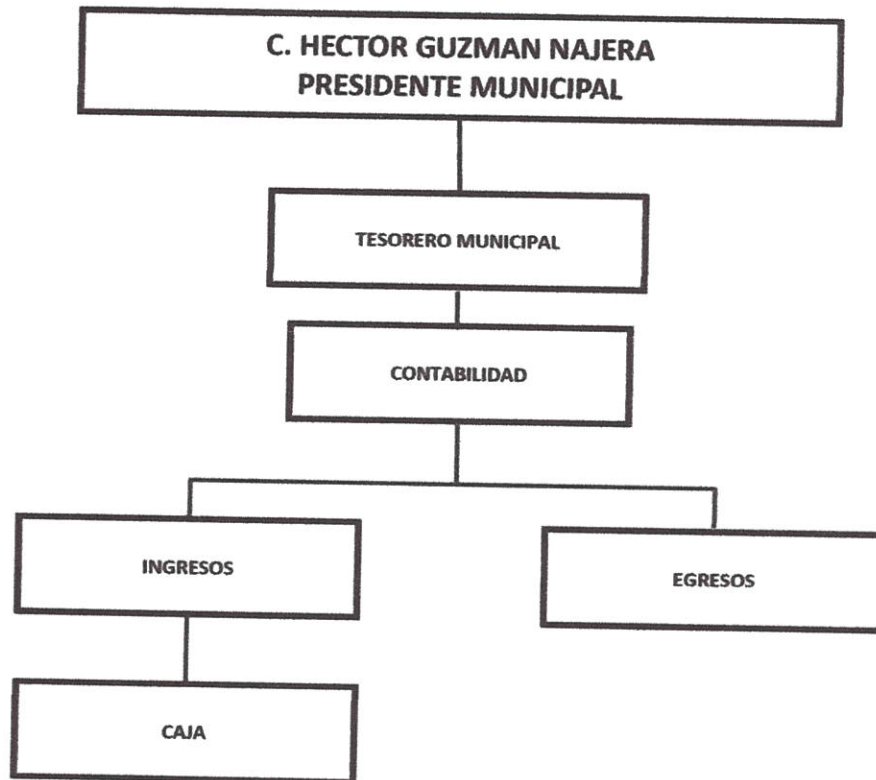 C. HECTOR GUZMAN NAJERA
PRESIDENTE MUNICIPAL
TESORERO MUNICIPAL
CONTABILIDAD
INGRESOS
EGRESOS
CAJA